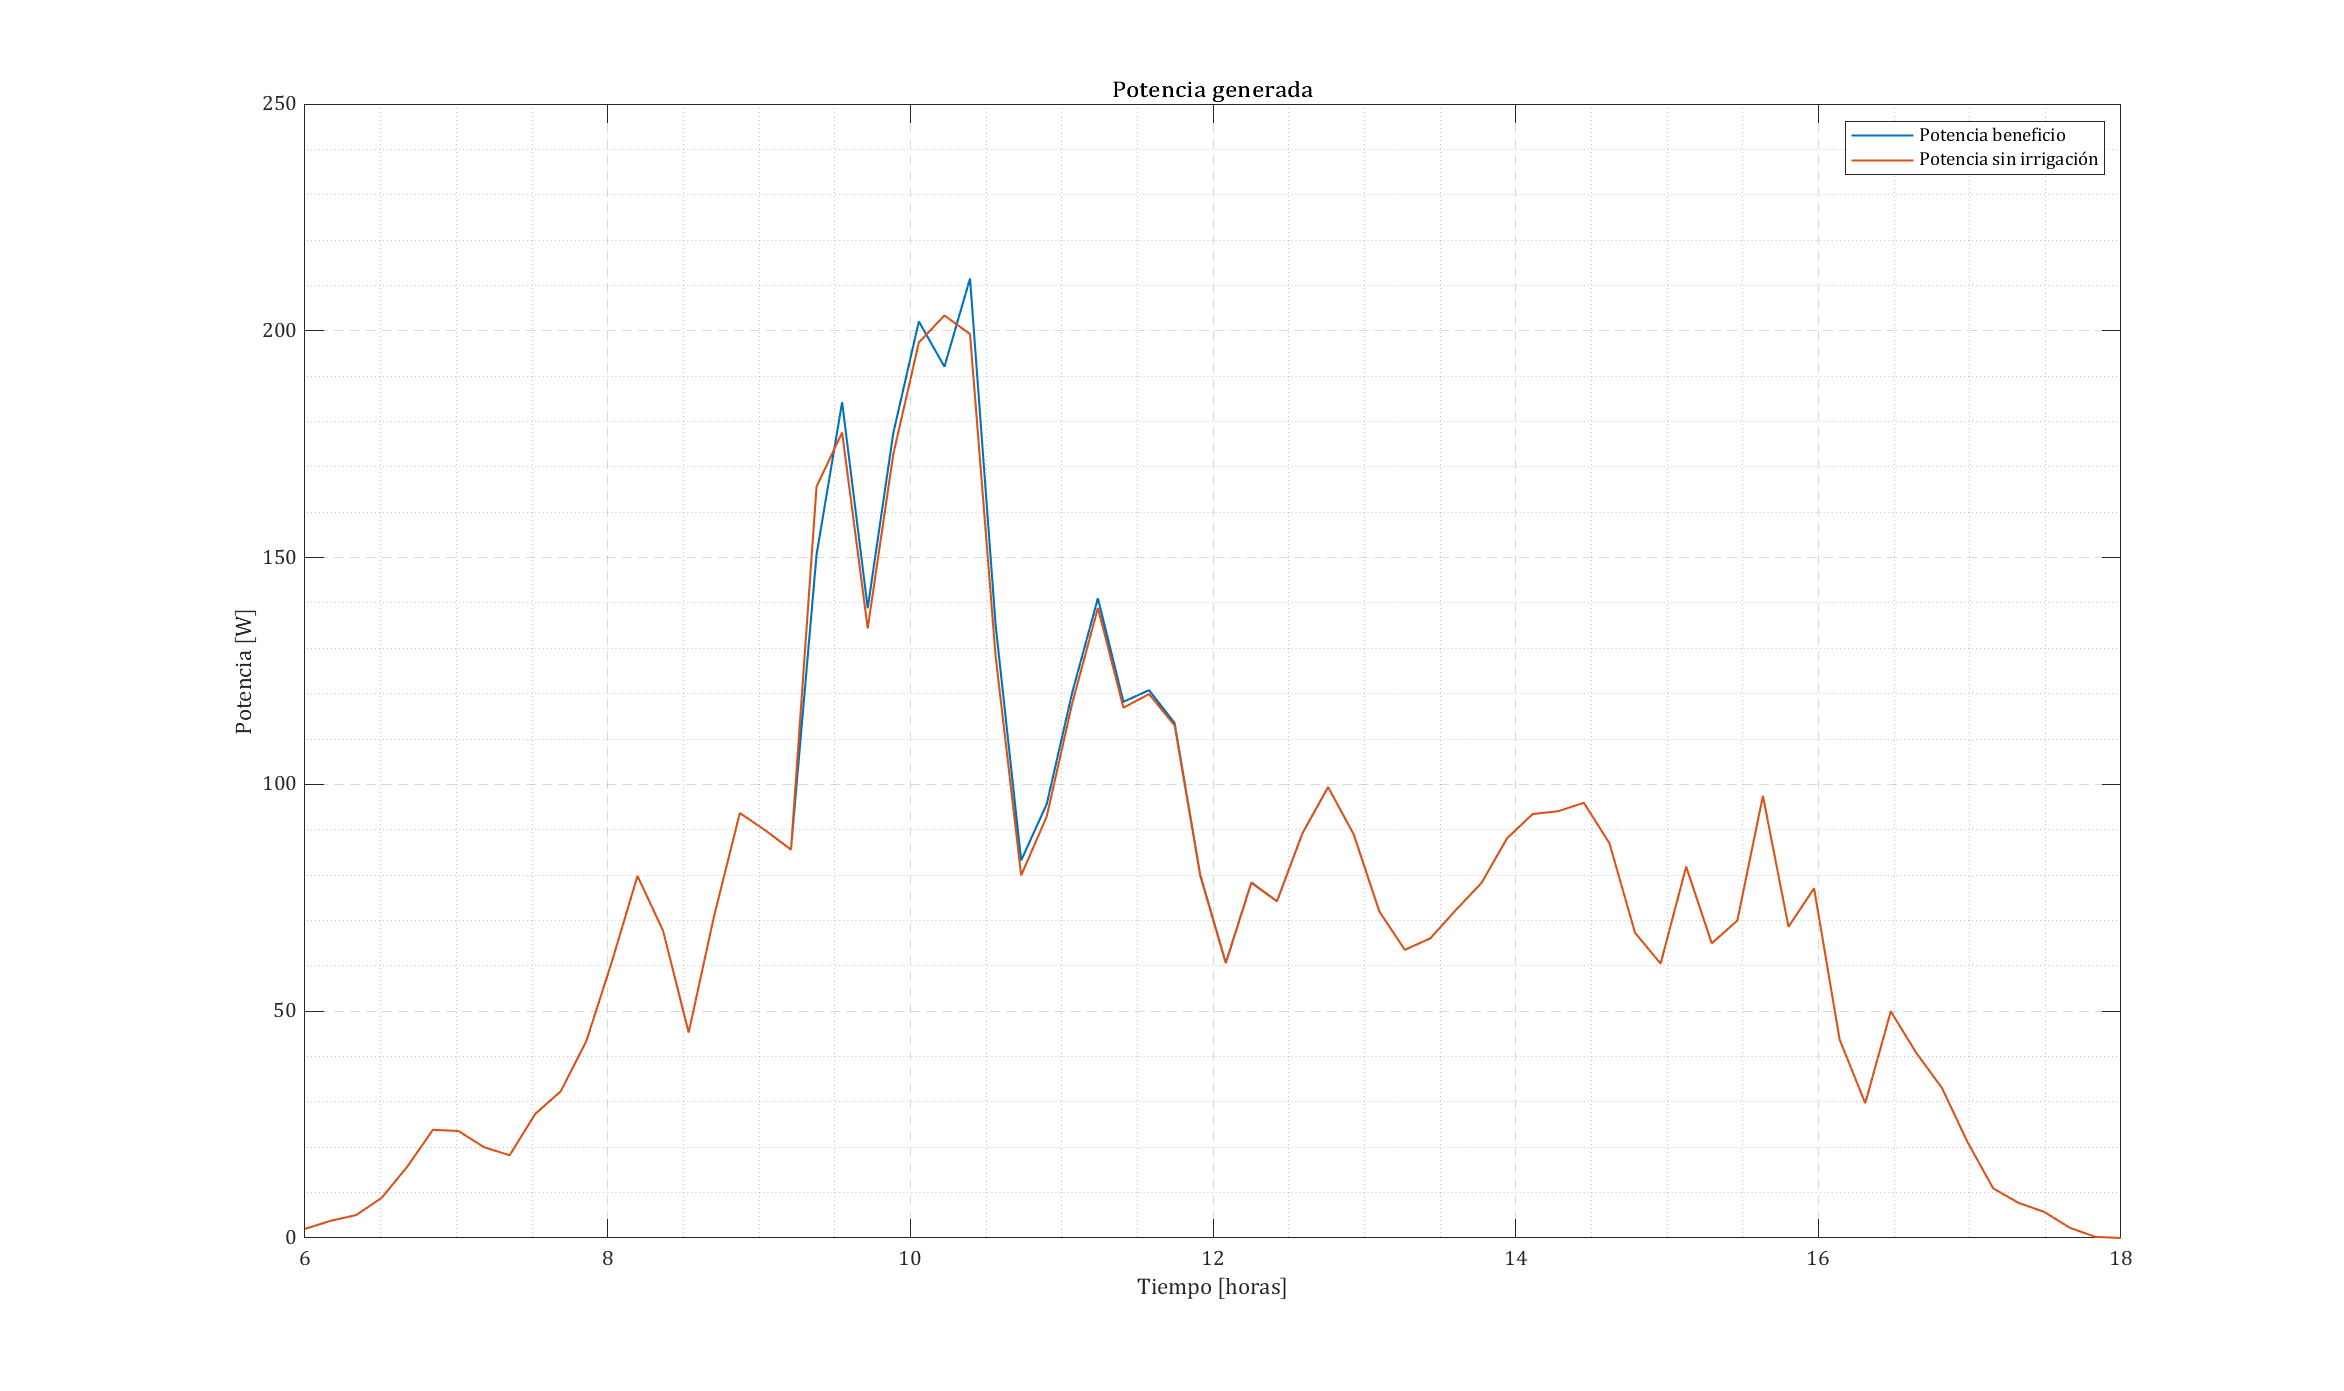 Potencia generada
250
200
150
100
50
0
Potencia [W]
Potencia beneficio
Potencia sin irrigación
6 8 10 12 14 16 18
Tiempo [horas]